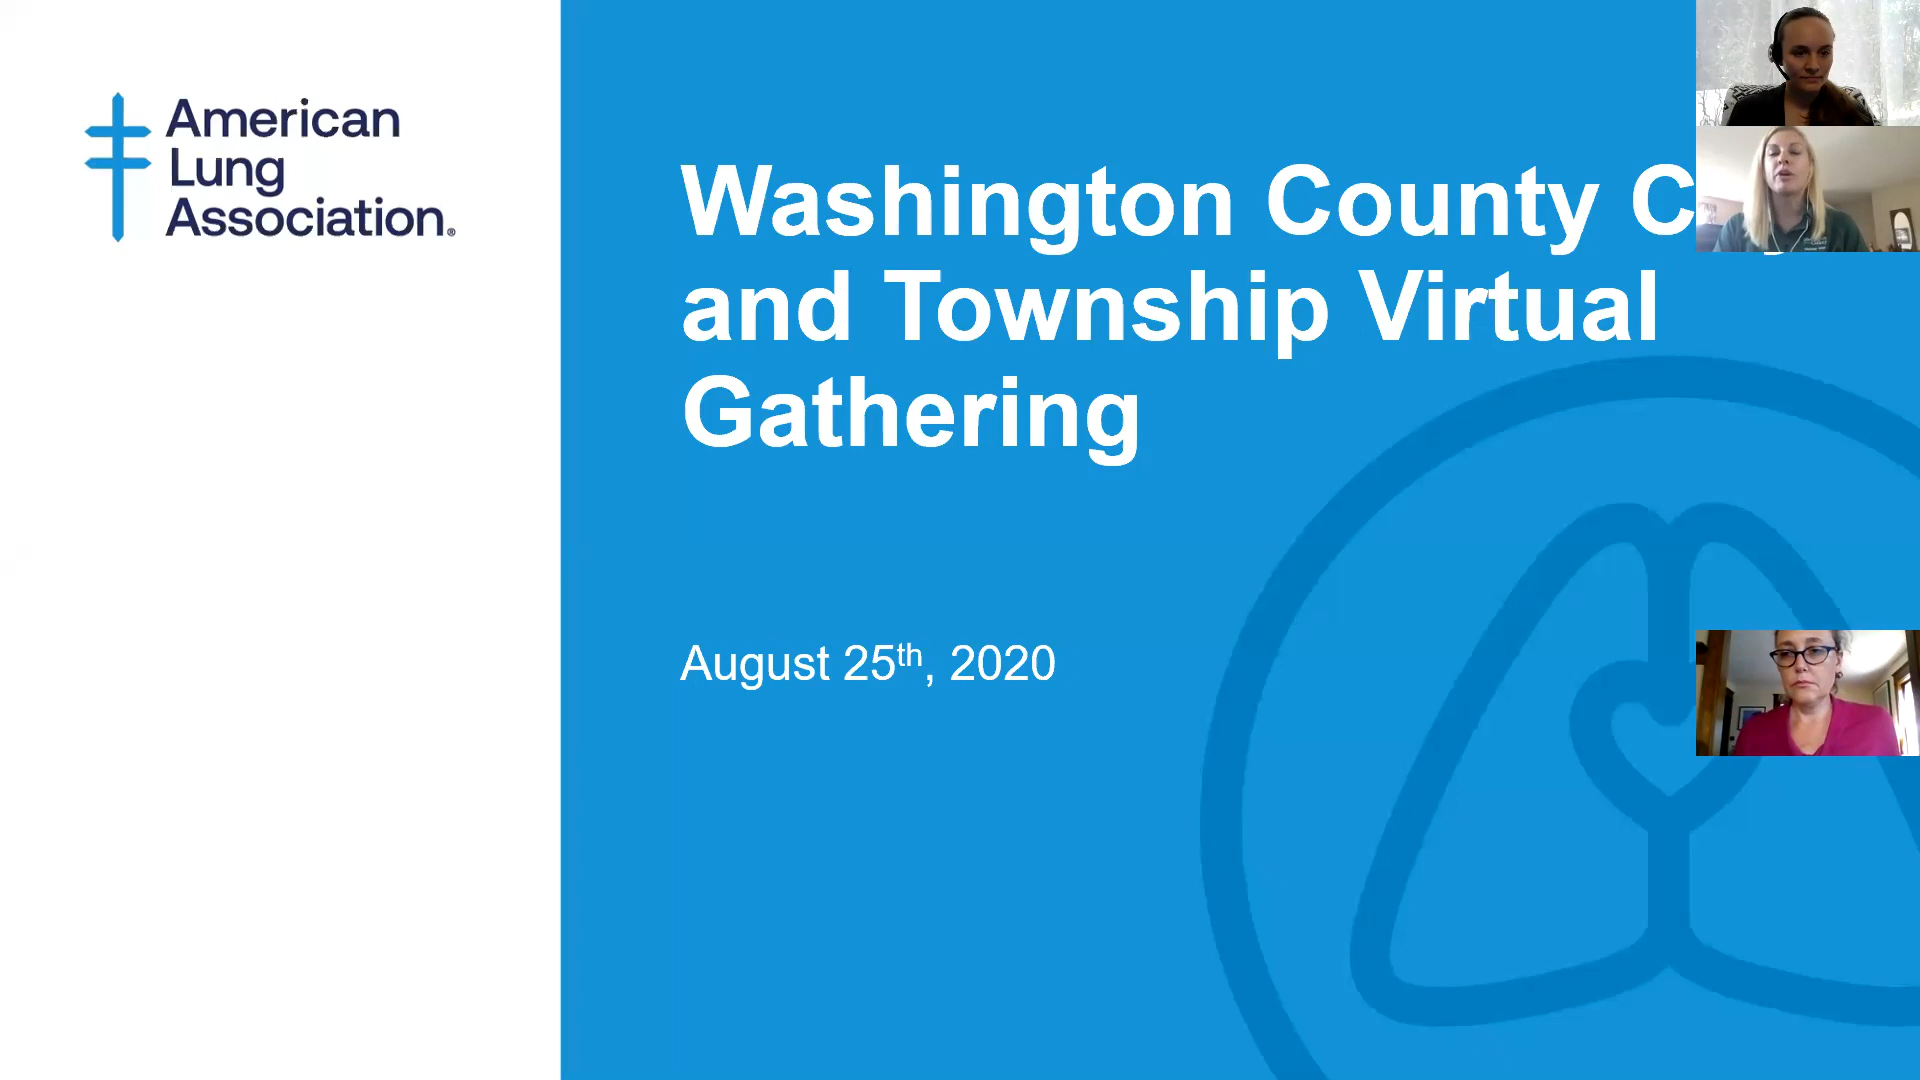 American
Lung
Association®
Washington County C
and Township Virtual
Gathering
August 25th, 2020